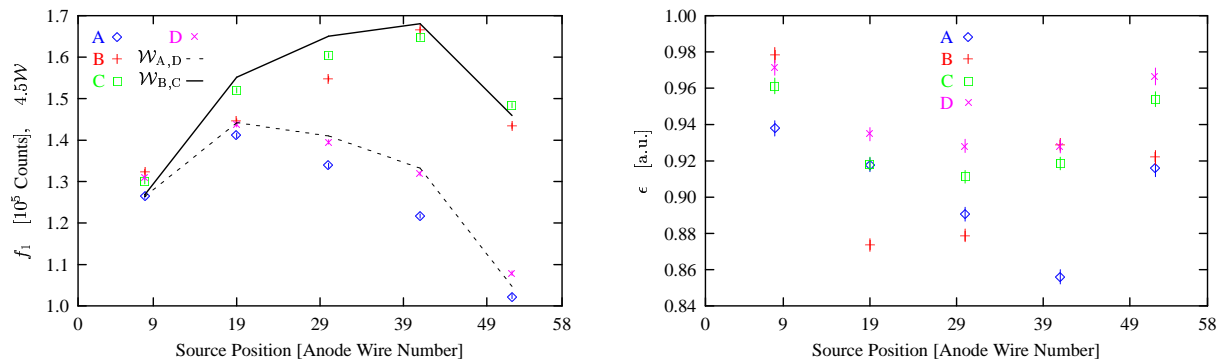 1.7
1.6
1.5
1.4
1.3
1.2
1.1
1.0
f₁ [10⁵ Counts], 4.5𝒲
A D
B 𝒲A,D
C 𝒲B,C
0 9 19 29 39 49 58
Source Position [Anode Wire Number]
1.00
0.98
0.96
0.94
0.92
0.90
0.88
0.86
0.84
ϵ [a.u.]
A
B
C
D
0 9 19 29 39 49 58
Source Position [Anode Wire Number]